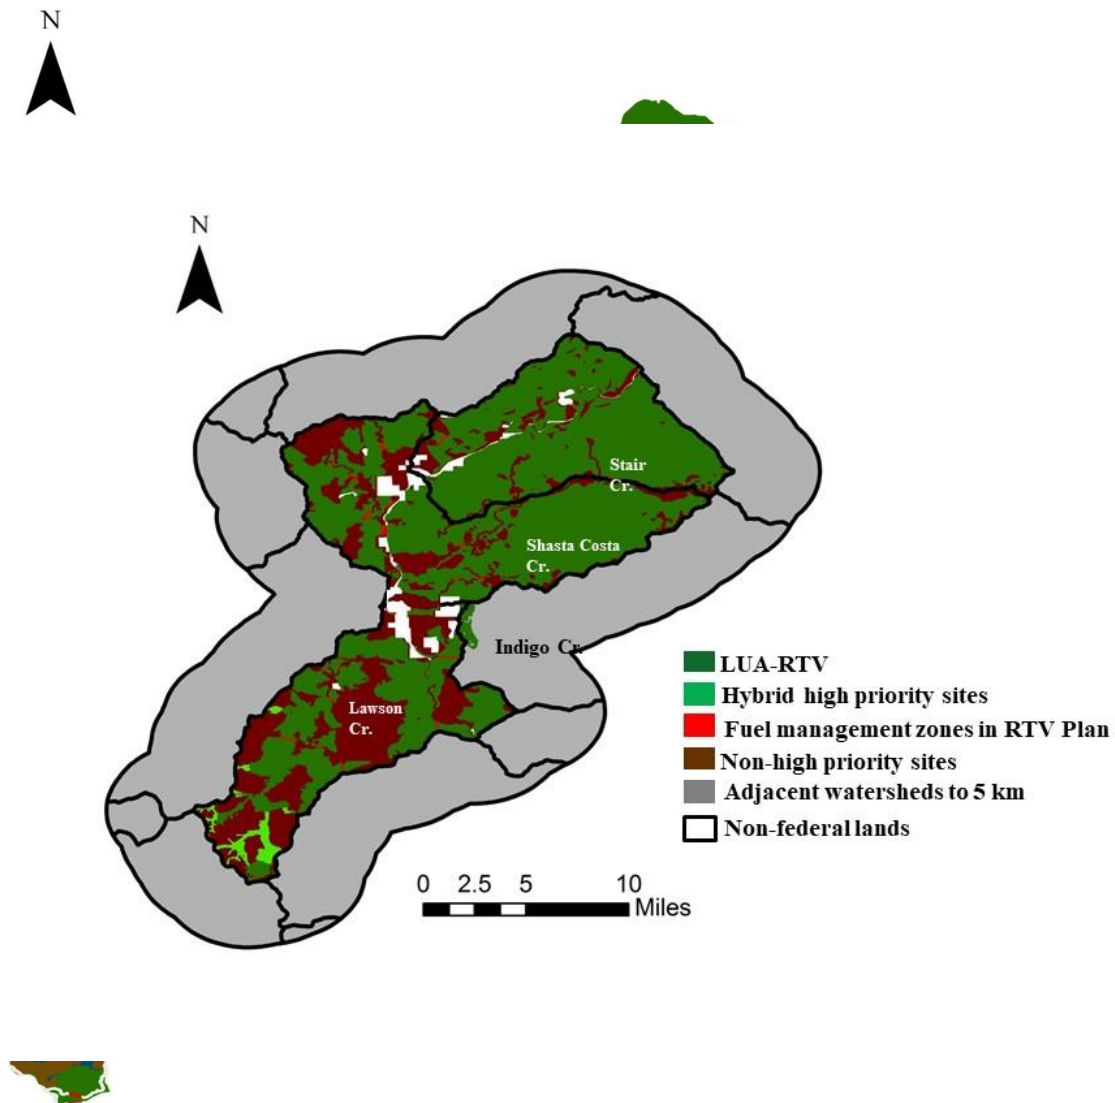 N
N
Stair
Cr.
Shasta Costa
Cr.
Indigo Cr.
Lawson
Cr.
LUA-RTV
Hybrid high priority sites
Fuel management zones in RTV Plan
Non-high priority sites
Adjacent watersheds to 5 km
Non-federal lands
0 2.5 5 10
Miles